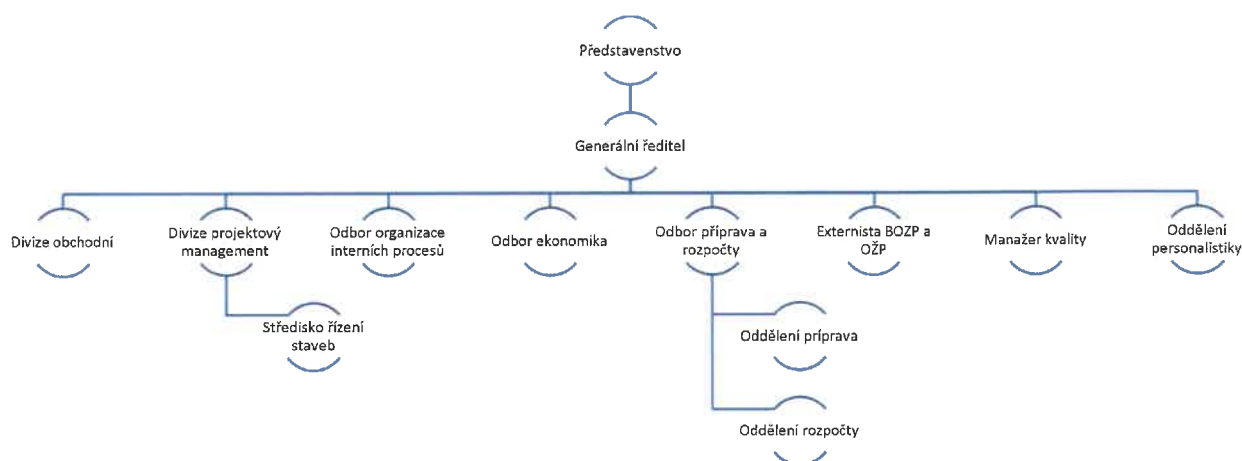 Představenstvo
Generální ředitel
Divize obchodní
Divize projektový
management
Odbor organizace
interních procesů
Odbor ekonomika
Odbor příprava a
rozpočty
Externista BOZP a
OŽP
Manažer kvality
Oddělení
personalistiky
Středisko řízení
staveb
Oddělení príprava
Oddělení rozpočty